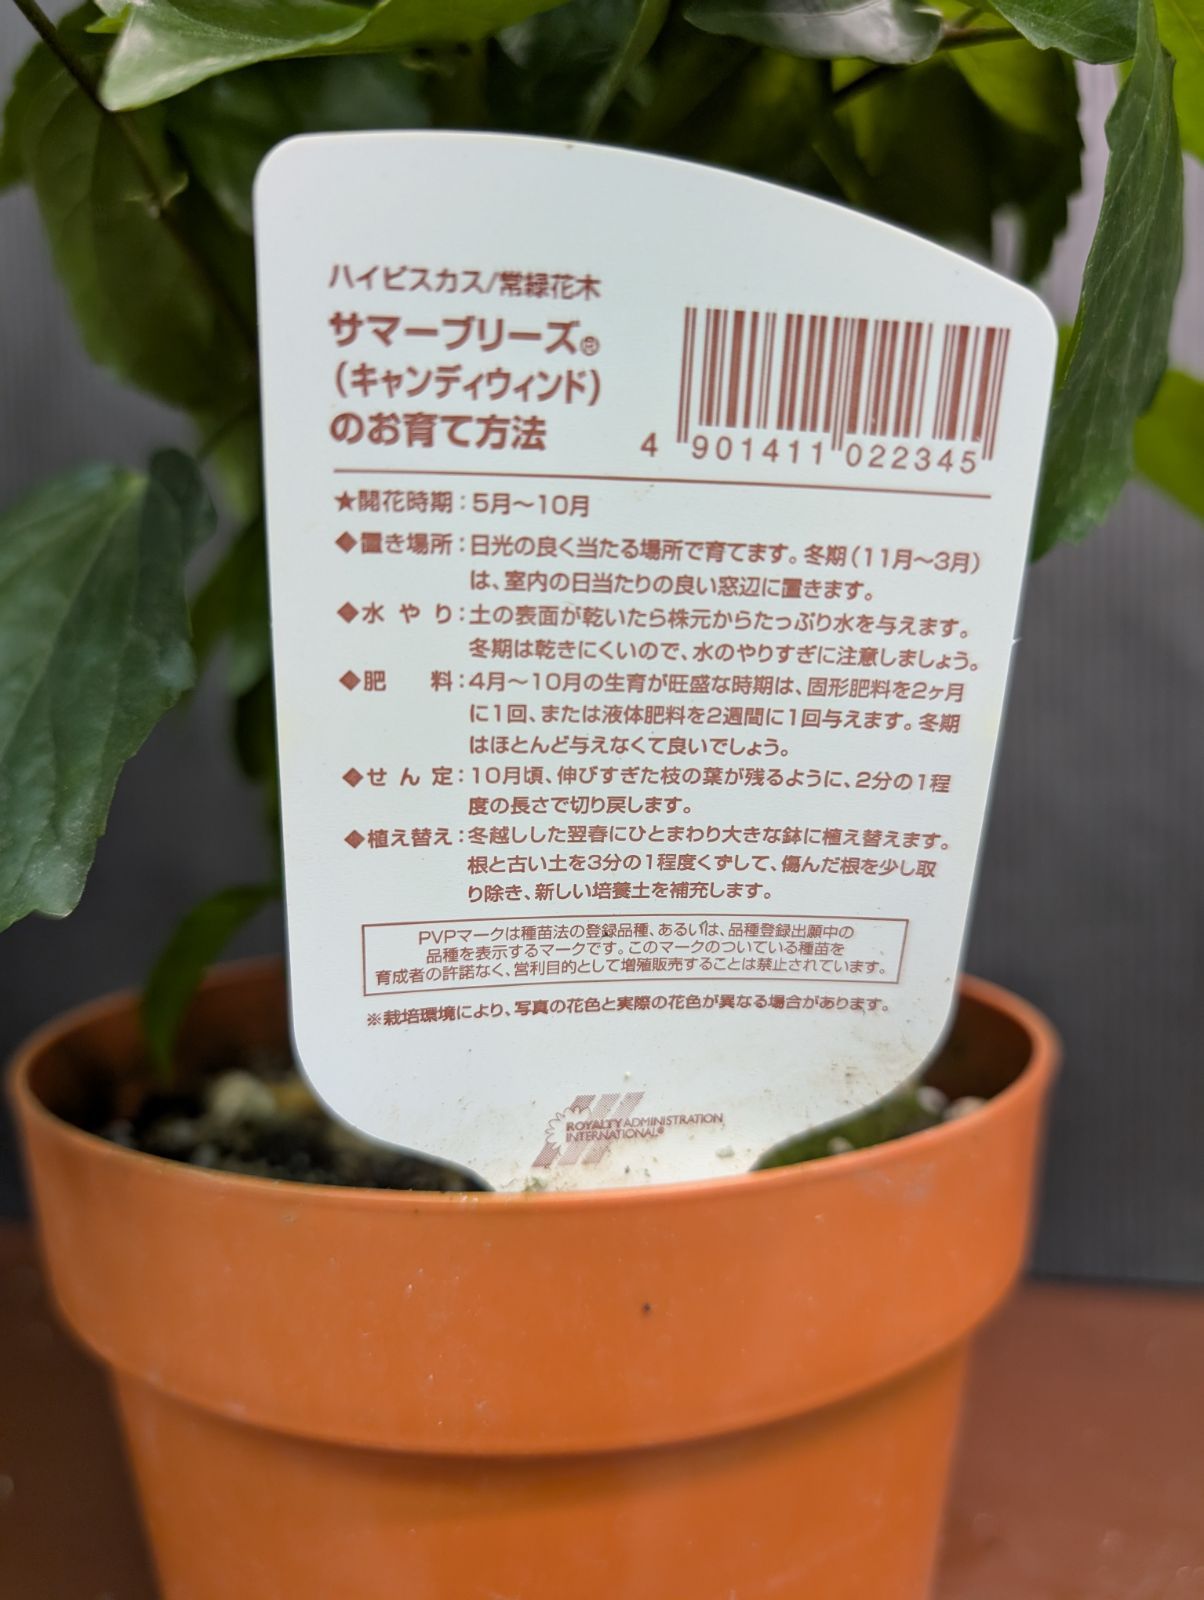 ハイビスカス/常緑花木
サマーブリーズ®
(キャンディウィンド)
のお育て方法
4 901411 022345
★開花時期:5月〜10月
◆置き場所:日光の良く当たる場所で育てます。冬期(11月〜3月)
は、室内の日当たりの良い窓辺に置きます。
◆水やり:土の表面が乾いたら株元からたっぷり水を与えます。
冬期は乾きにくいので、水のやりすぎに注意しましょう。
◆肥料:4月〜10月の生育が旺盛な時期は、固形肥料を2ヶ月
に1回、または液体肥料を2週間に1回与えます。冬期
はほとんど与えなくて良いでしょう。
◆せん定:10月頃、伸びすぎた枝の葉が残るように、2分の1程
度の長さで切り戻します。
◆植え替え:冬越しした翌春にひとまわり大きな鉢に植え替えます。
根と古い土を3分の1程度くずして、傷んだ根を少し取
り除き、新しい培養土を補充します。
PVPマークは種苗法の登録品種、あるいは、品種登録出願中の
品種を表示するマークです。このマークのついている種苗を
育成者の許諾なく、営利目的として増殖販売することは禁止されています。
※栽培環境により、写真の花色と実際の花色が異なる場合があります。
ROYALTY ADMINISTRATION
INTERNATIONAL®